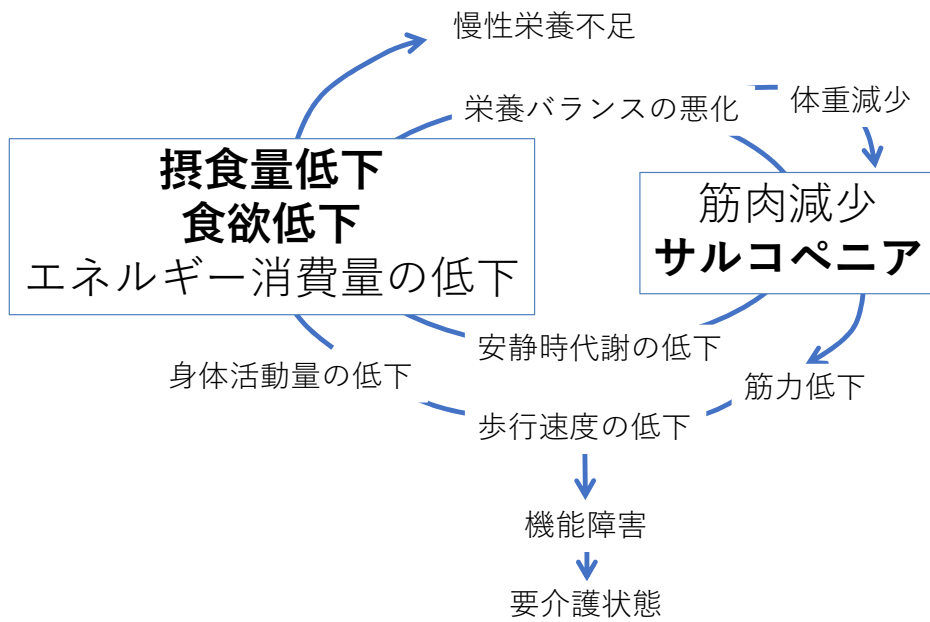 慢性栄養不足
栄養バランスの悪化
体重減少
摂食量低下
食欲低下
エネルギー消費量の低下
筋肉減少
サルコペニア
安静時代謝の低下
身体活動量の低下
筋力低下
歩行速度の低下
機能障害
要介護状態